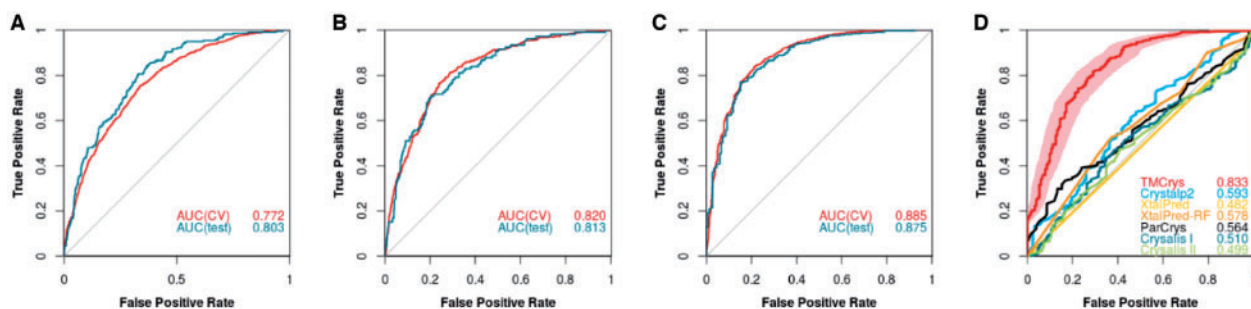 A
True Positive Rate
1
0.8
0.6
0.4
0.2
0
AUC(CV) 0.772
AUC(test) 0.803
0 0.5 1
False Positive Rate
B
True Positive Rate
1
0.8
0.6
0.4
0.2
0
AUC(CV) 0.820
AUC(test) 0.813
0 0.2 0.4 0.6 0.8 1
False Positive Rate
C
True Positive Rate
1
0.8
0.6
0.4
0.2
0
AUC(CV) 0.885
AUC(test) 0.875
0 0.2 0.4 0.6 0.8 1
False Positive Rate
D
True Positive Rate
1
0.8
0.6
0.4
0.2
0
TMCrys 0.833
Crystalp2 0.593
XtalPred 0.482
XtalPred-RF 0.578
ParCrys 0.564
Crysalis I 0.510
Crysalis II 0.499
0 0.2 0.4 0.6 0.8 1
False Positive Rate